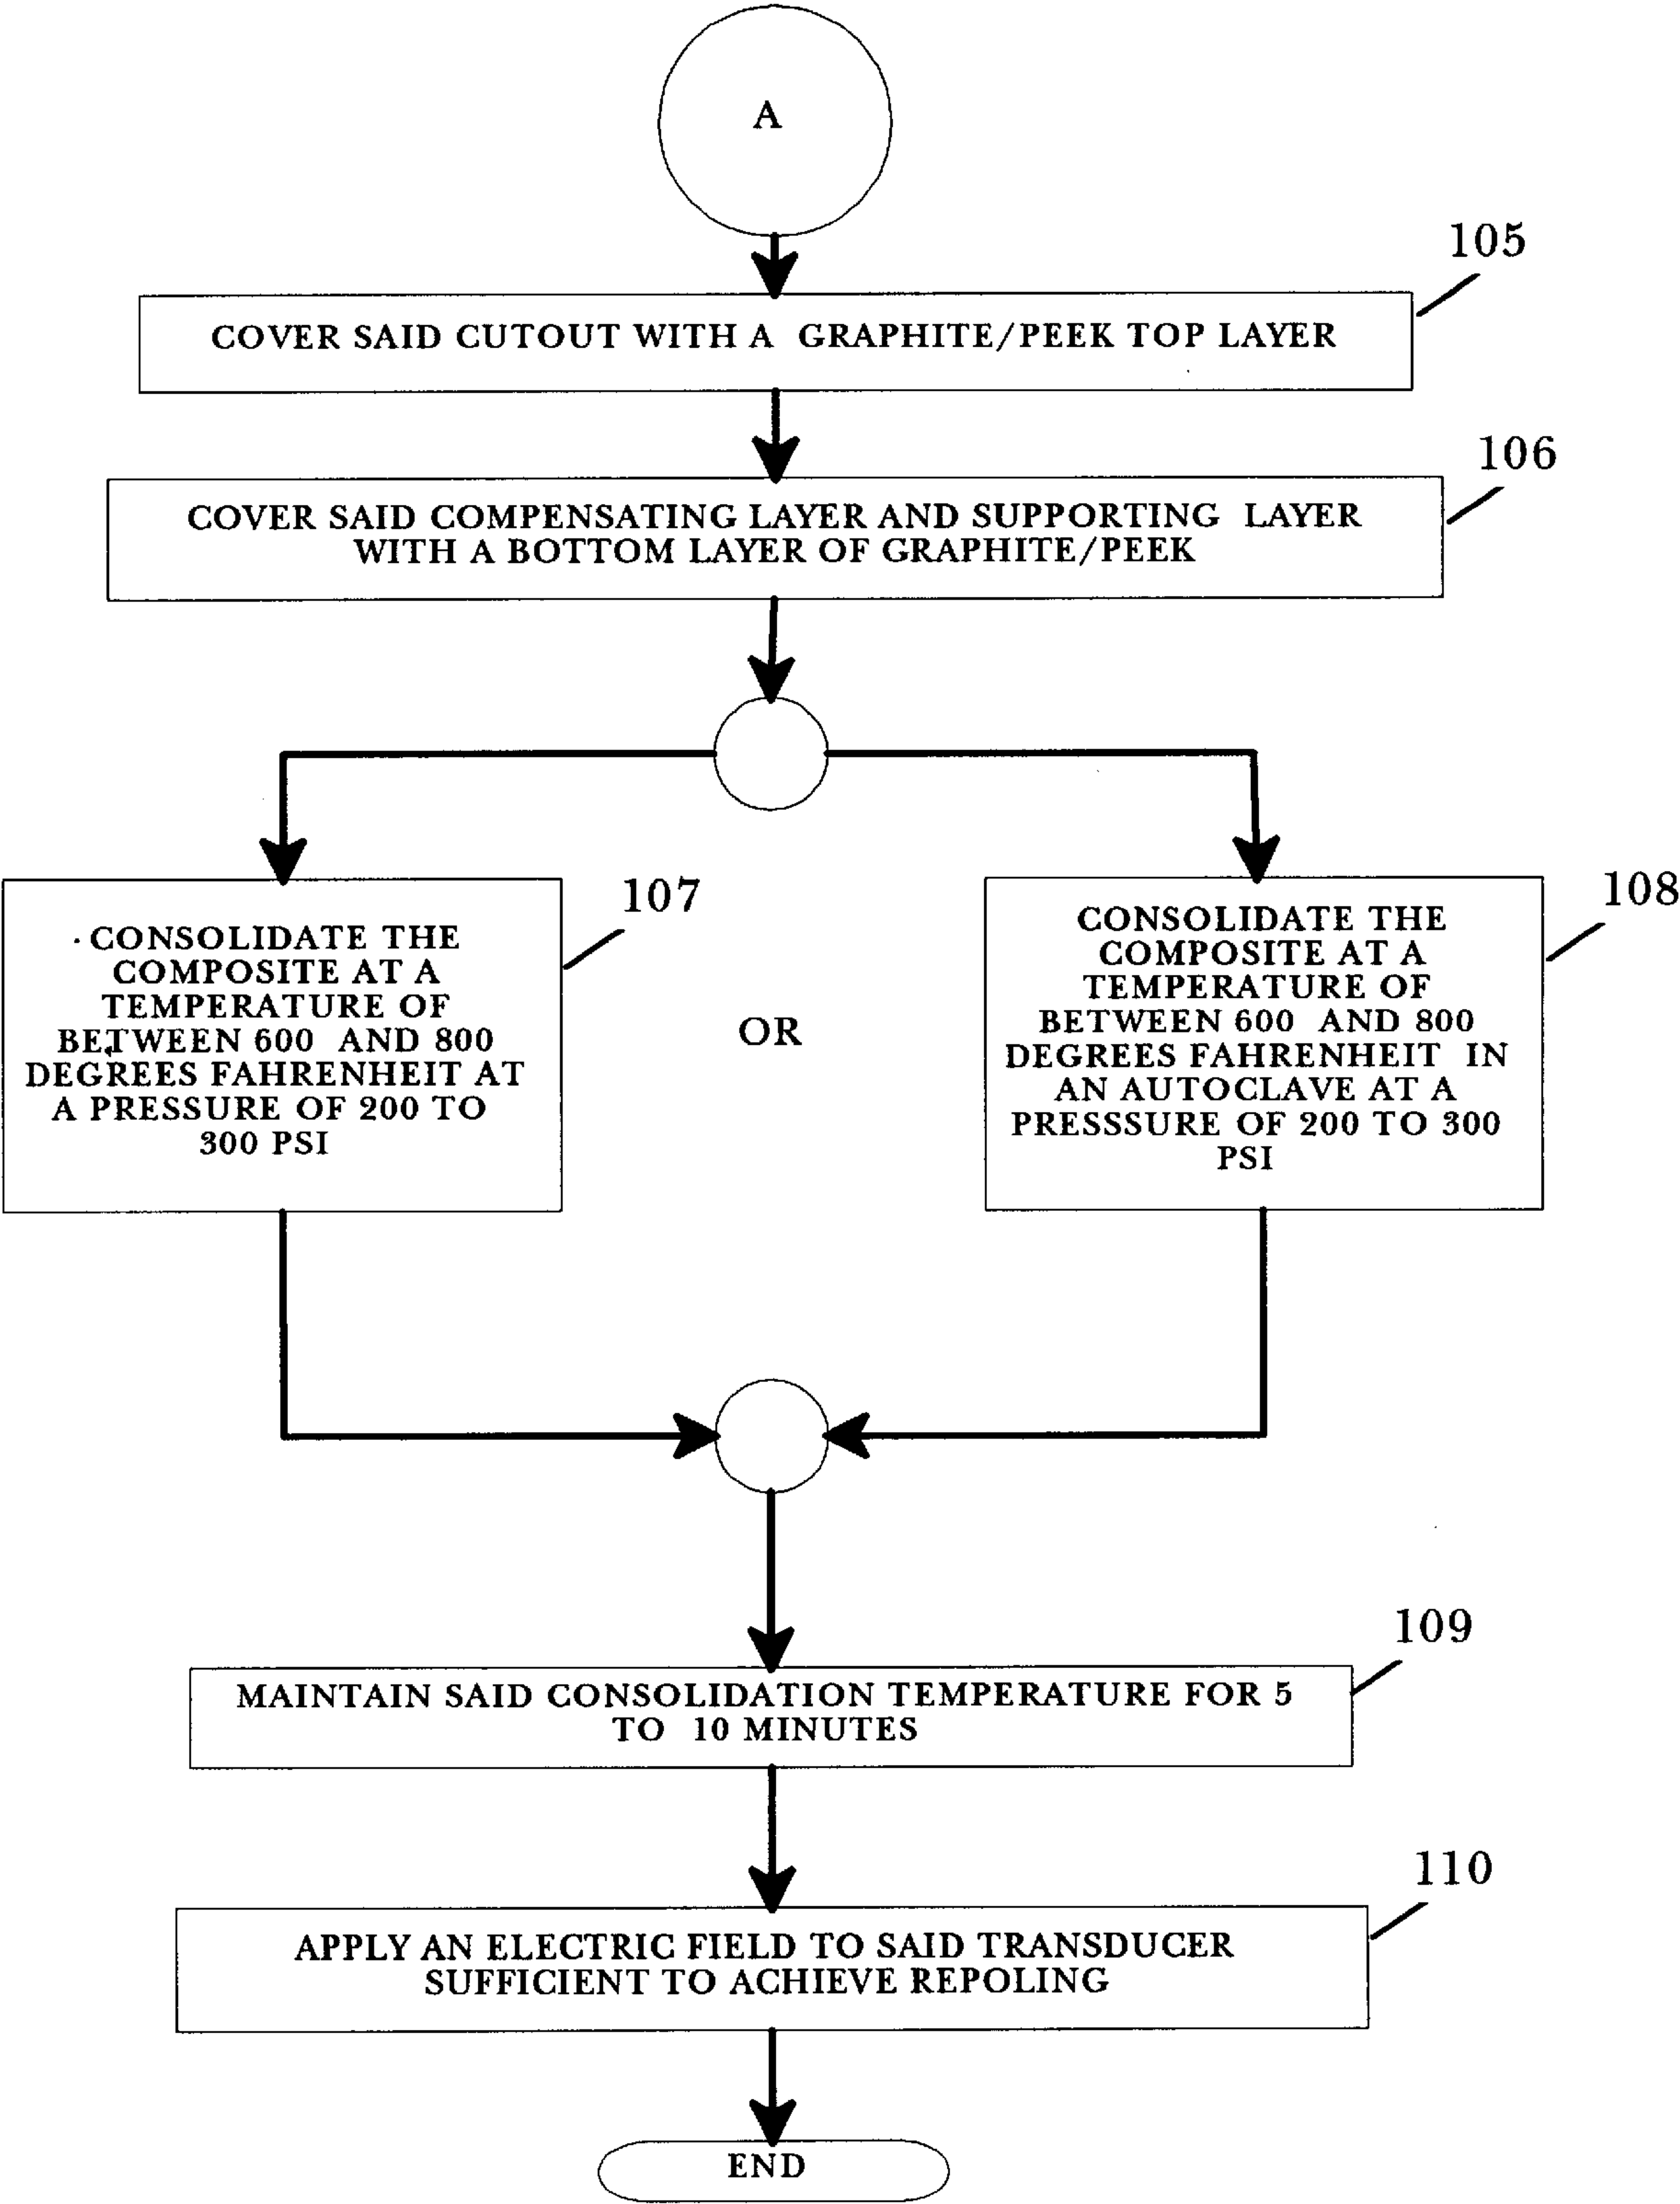 A
105
COVER SAID CUTOUT WITH A GRAPHITE/PEEK TOP LAYER
106
COVER SAID COMPENSATING LAYER AND SUPPORTING LAYER
WITH A BOTTOM LAYER OF GRAPHITE/PEEK
107
CONSOLIDATE THE
COMPOSITE AT A
TEMPERATURE OF
BETWEEN 600 AND 800
DEGREES FAHRENHEIT AT
A PRESSURE OF 200 TO
300 PSI
OR
108
CONSOLIDATE THE
COMPOSITE AT A
TEMPERATURE OF
BETWEEN 600 AND 800
DEGREES FAHRENHEIT IN
AN AUTOCLAVE AT A
PRESSSURE OF 200 TO 300
PSI
109
MAINTAIN SAID CONSOLIDATION TEMPERATURE FOR 5
TO 10 MINUTES
110
APPLY AN ELECTRIC FIELD TO SAID TRANSDUCER
SUFFICIENT TO ACHIEVE REPOLING
END